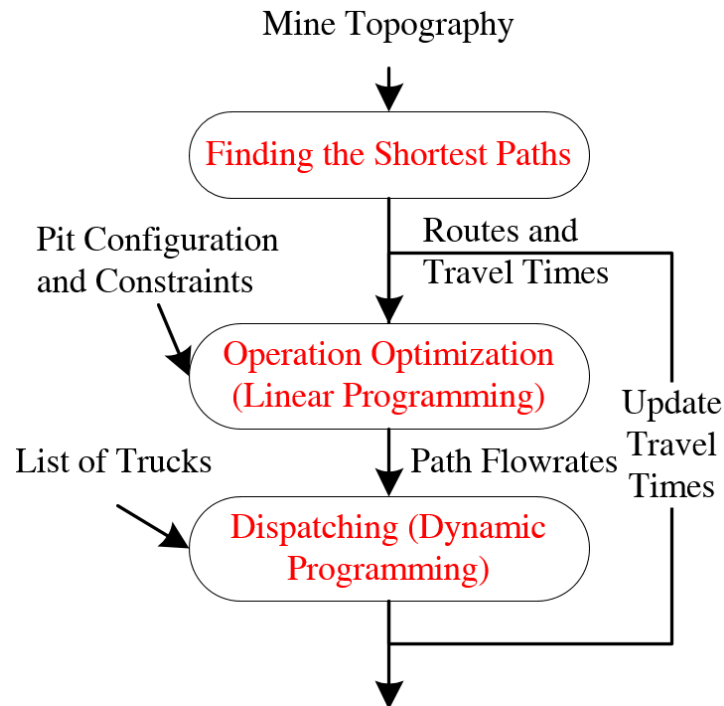 Mine Topography
Finding the Shortest Paths
Routes and
Travel Times
Pit Configuration
and Constraints
Operation Optimization
(Linear Programming)
Update
Travel
Times
List of Trucks
Path Flowrates
Dispatching (Dynamic
Programming)